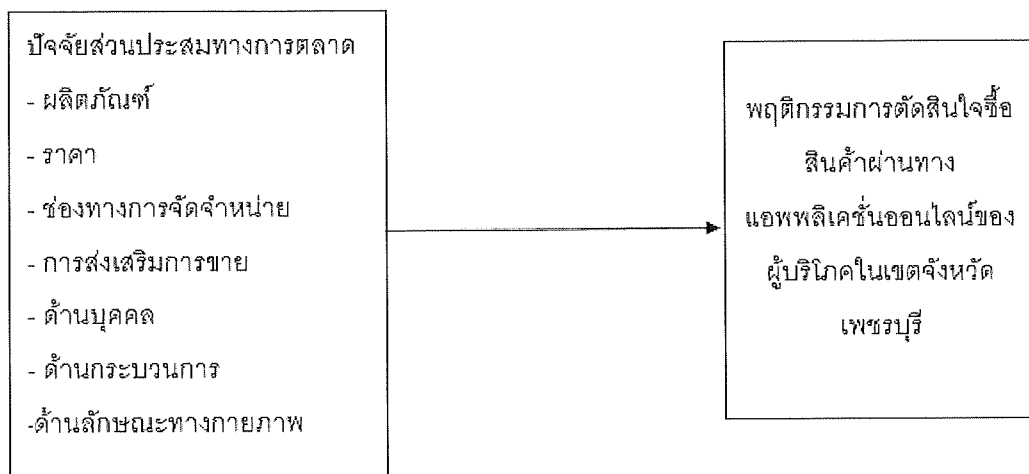 ปัจจัยส่วนประสมทางการตลาด
- ผลิตภัณฑ์
- ราคา
- ช่องทางการจัดจำหน่าย
- การส่งเสริมการขาย
- ด้านบุคคล
- ด้านกระบวนการ
-ด้านลักษณะทางกายภาพ
พฤติกรรมการตัดสินใจซื้อ
สินค้าผ่านทาง
แอพพลิเคชั่นออนไลน์ของ
ผู้บริโภคในเขตจังหวัด
เพชรบุรี